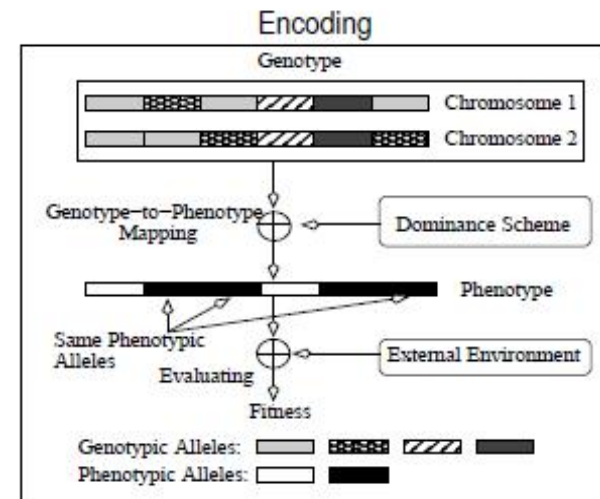 Encoding
Genotype
Chromosome 1
Chromosome 2
Genotype-to-Phenotype
Mapping
Dominance Scheme
Phenotype
Same Phenotypic
Alleles
Evaluating
External Environment
Fitness
Genotypic Alleles:
Phenotypic Alleles: